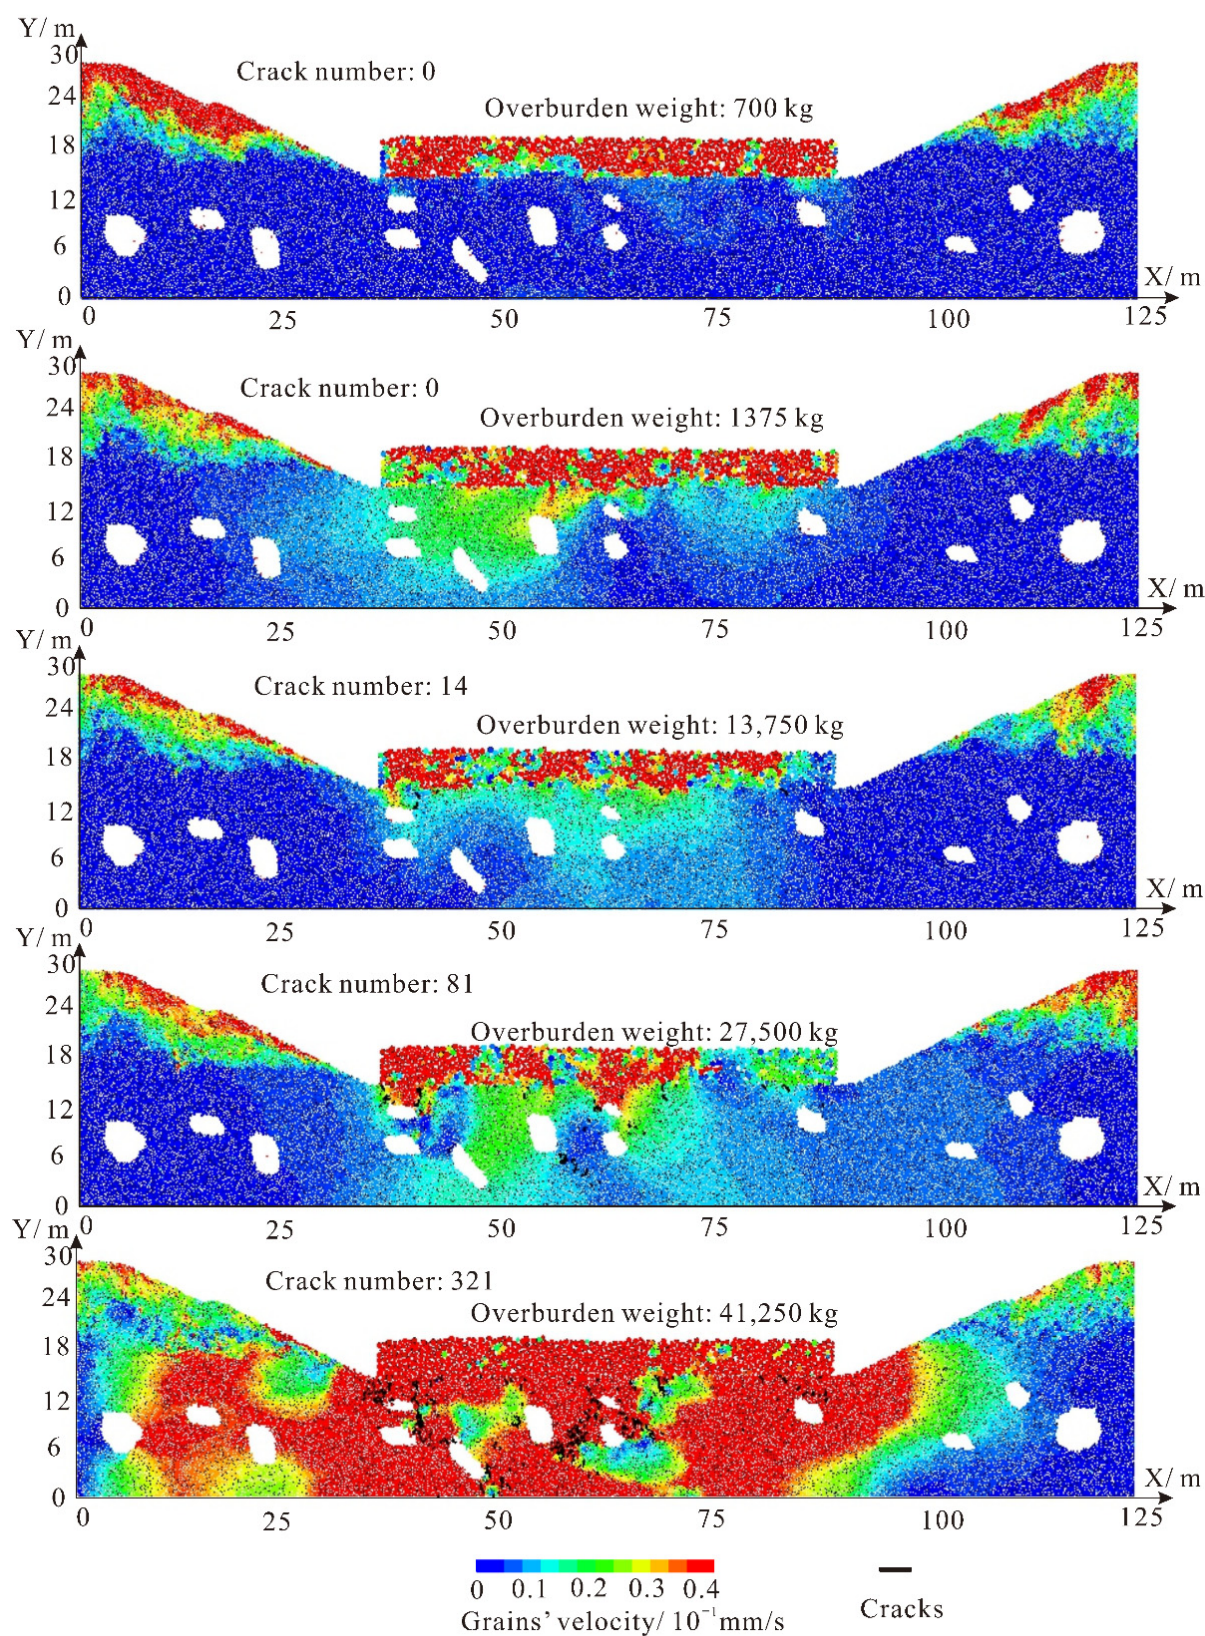 Y/ m
30
Crack number: 0
24
Overburden weight: 700 kg
18
12
6
X/ m
0
0 25 50 75 100 125
Y/ m
30
Crack number: 0
24
Overburden weight: 1375 kg
18
12
6
X/ m
0
0 25 50 75 100 125
Y/ m
30
Crack number: 14
24
Overburden weight: 13,750 kg
18
12
6
X/ m
0
0 25 50 75 100 125
Y/ m
30
Crack number: 81
24
Overburden weight: 27,500 kg
18
12
6
X/ m
0
0 25 50 75 100 125
Y/ m
30
Crack number: 321
24
Overburden weight: 41,250 kg
18
12
6
X/ m
0
0 25 50 75 100 125
0 0.1 0.2 0.3 0.4
Grains' velocity/ 10⁻¹mm/s
Cracks